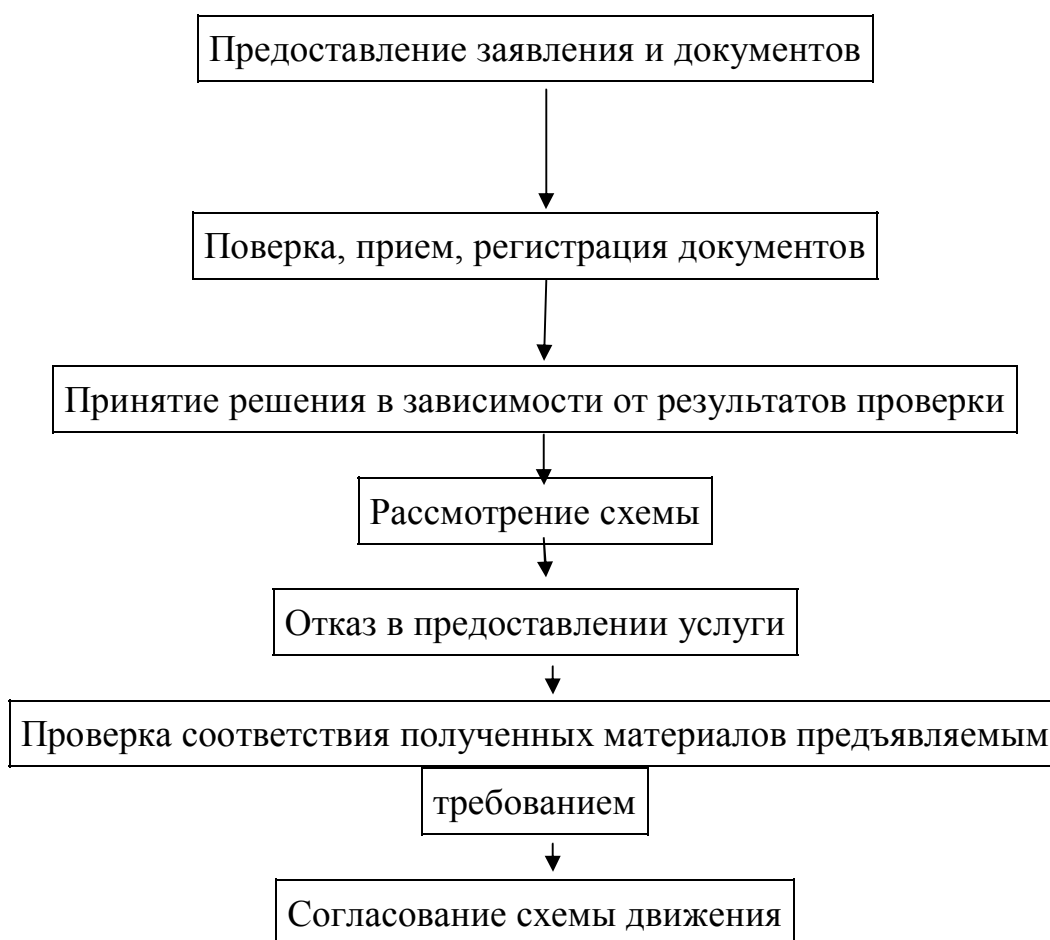 Предоставление заявления и документов
Поверка, прием, регистрация документов
Принятие решения в зависимости от результатов проверки
Рассмотрение схемы
Отказ в предоставлении услуги
Проверка соответствия полученных материалов предъявляемым
требованием
Согласование схемы движения